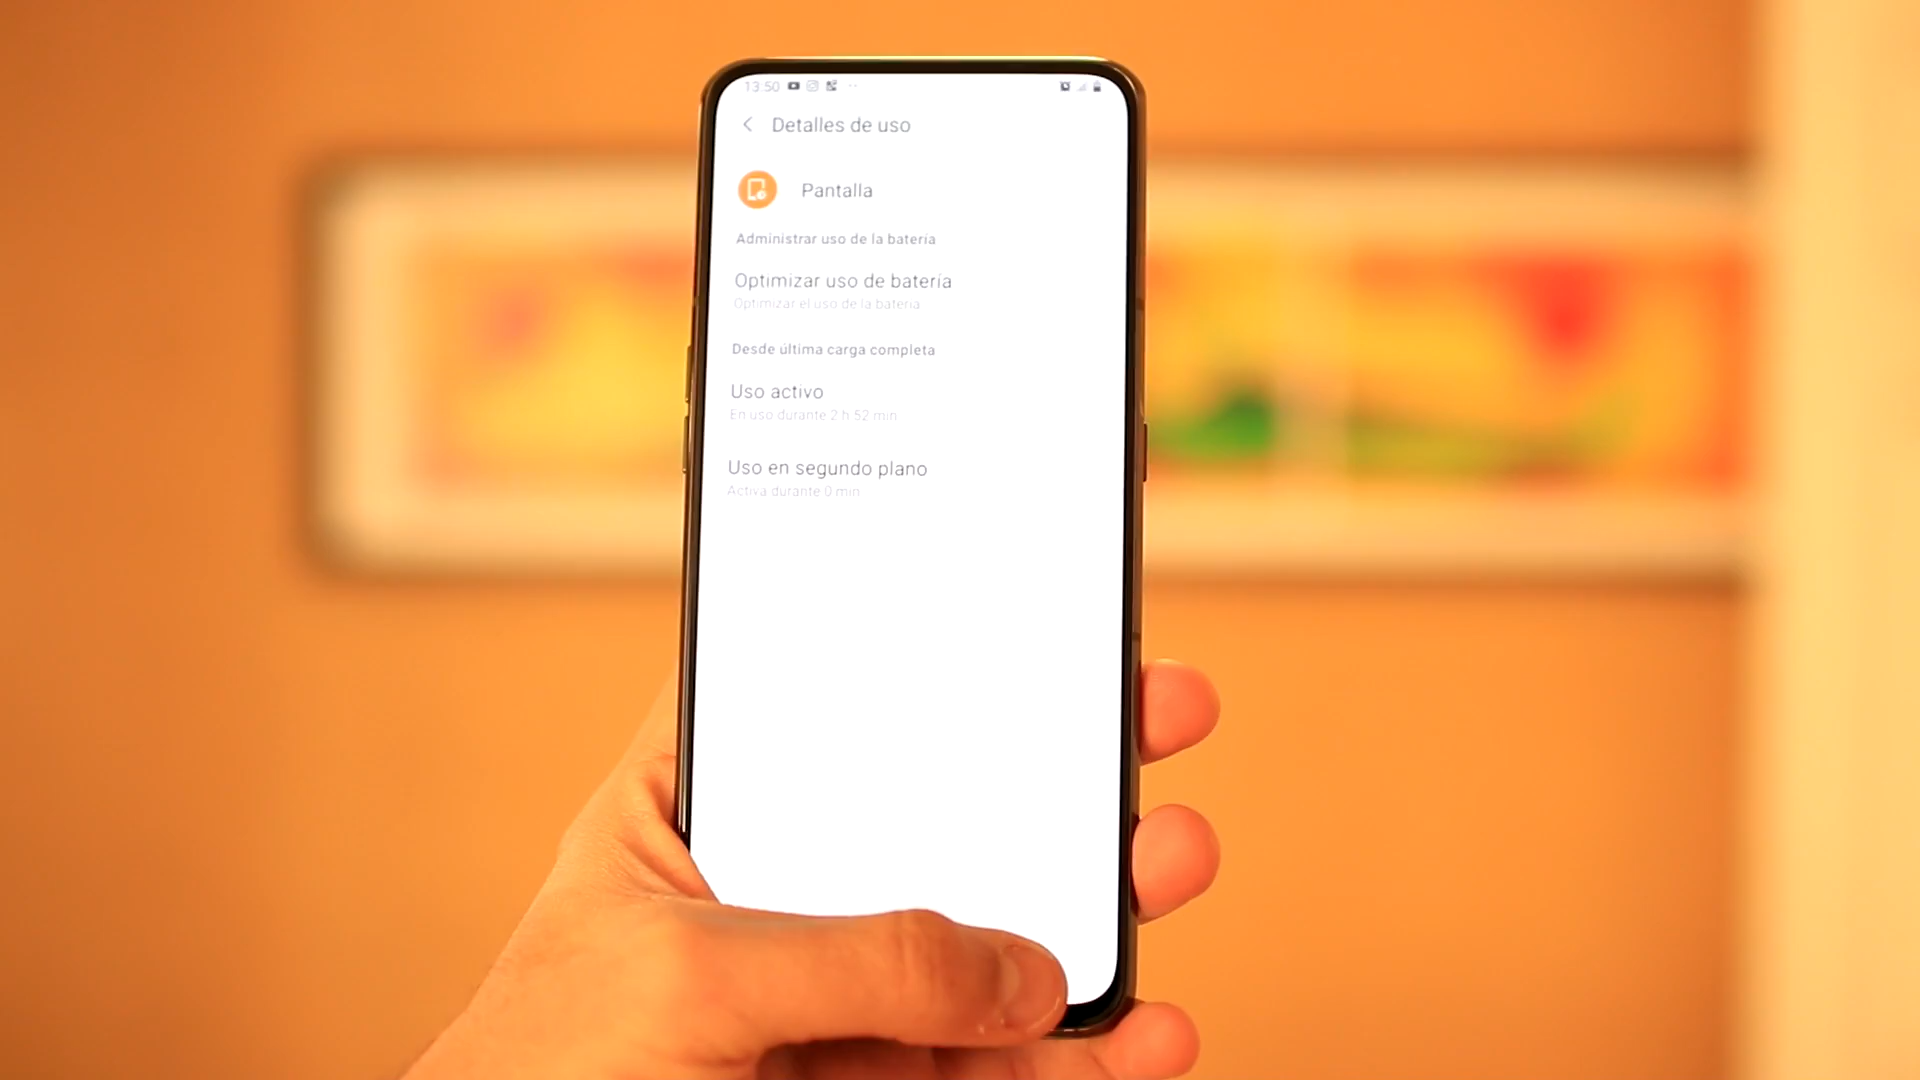 13:50
Detalles de uso
Pantalla
Administrar uso de la batería
Optimizar uso de batería
Optimizar el uso de la batería
Desde última carga completa
Uso activo
En uso durante 2 h 52 min
Uso en segundo plano
Activa durante 0 min